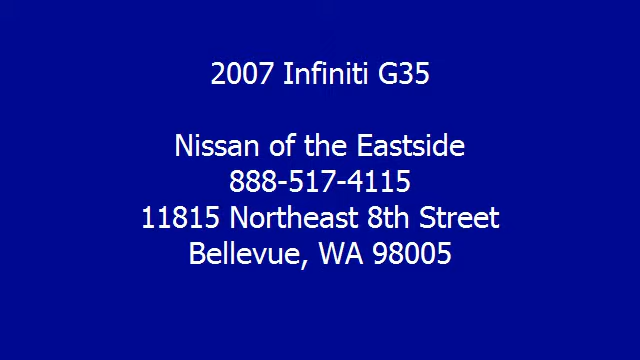 2007 Infiniti G35
Nissan of the Eastside
888-517-4115
11815 Northeast 8th Street
Bellevue, WA 98005